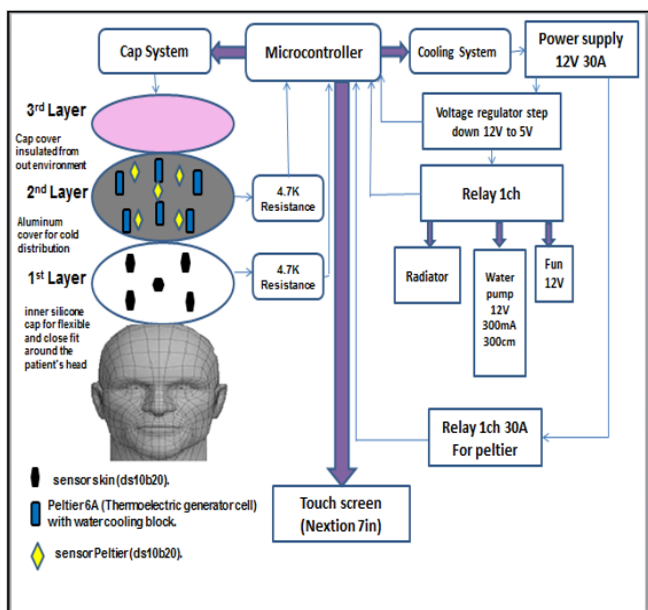 Cap System
Microcontroller
Cooling System
Power supply
12V 30A
3rd Layer
Cap cover
insulated from
out environment
2nd Layer
Aluminum
cover for cold
distribution
1st Layer
inner silicone
cap for flexible
and close fit
around the
patient's head
4.7K
Resistance
4.7K
Resistance
Voltage regulator step
down 12V to 5V
Relay 1ch
Radiator
Water
pump
12V
300mA
300cm
Fun
12V
Relay 1ch 30A
For peltier
Touch screen
(Nextion 7in)
sensor skin (ds10b20).
Peltier 6A (Thermoelectric generator cell)
with water cooling block.
sensor Peltier (ds10b20).